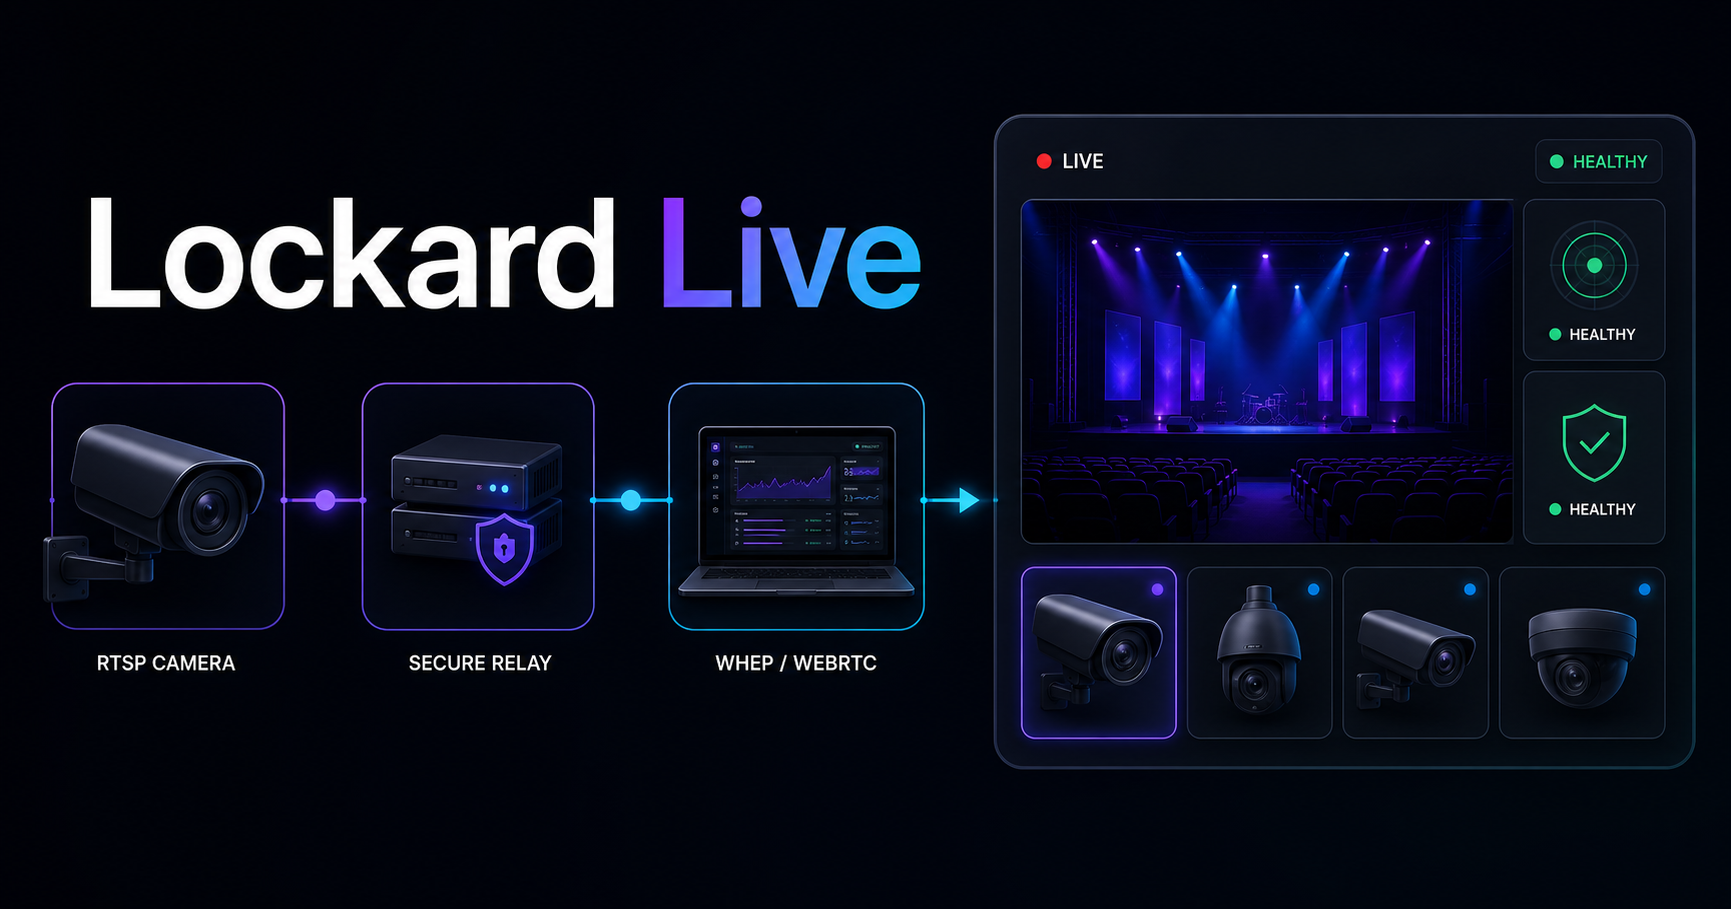 Lockard Live
RTSP CAMERA
SECURE RELAY
WHEP / WEBRTC
LIVE
HEALTHY
HEALTHY
HEALTHY